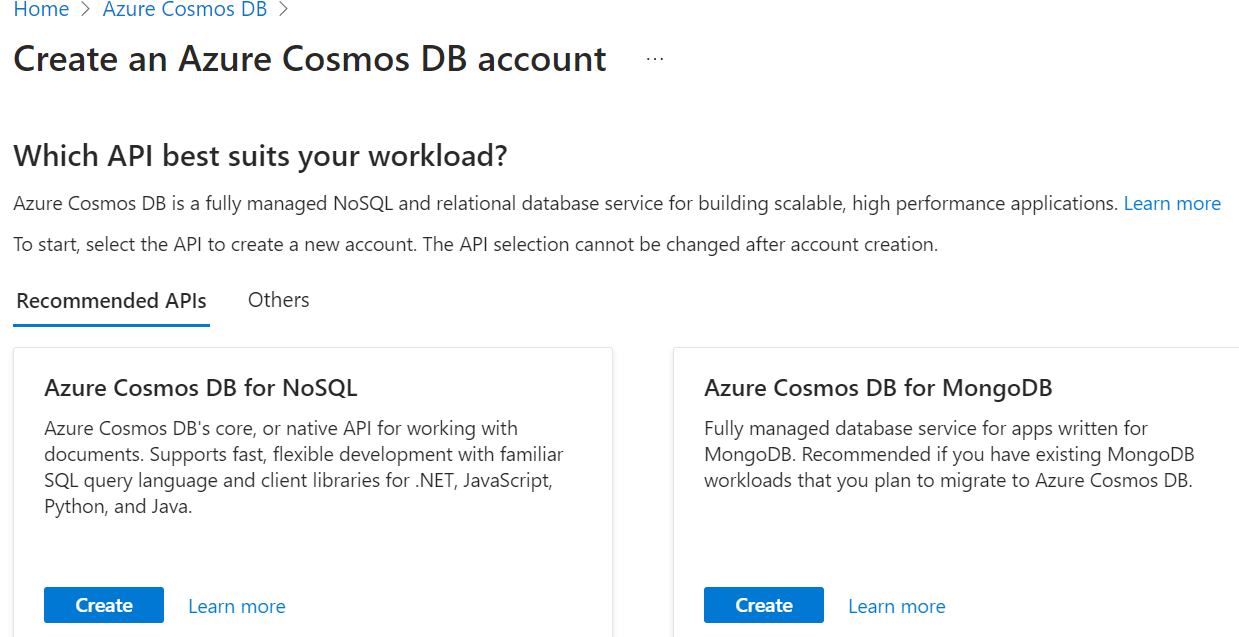 Home > Azure Cosmos DB >
Create an Azure Cosmos DB account ...
Which API best suits your workload?
Azure Cosmos DB is a fully managed NoSQL and relational database service for building scalable, high performance applications. Learn more
To start, select the API to create a new account. The API selection cannot be changed after account creation.
Recommended APIs Others
Azure Cosmos DB for NoSQL
Azure Cosmos DB's core, or native API for working with
documents. Supports fast, flexible development with familiar
SQL query language and client libraries for .NET, JavaScript,
Python, and Java.
Create Learn more
Azure Cosmos DB for MongoDB
Fully managed database service for apps written for
MongoDB. Recommended if you have existing MongoDB
workloads that you plan to migrate to Azure Cosmos DB.
Create Learn more